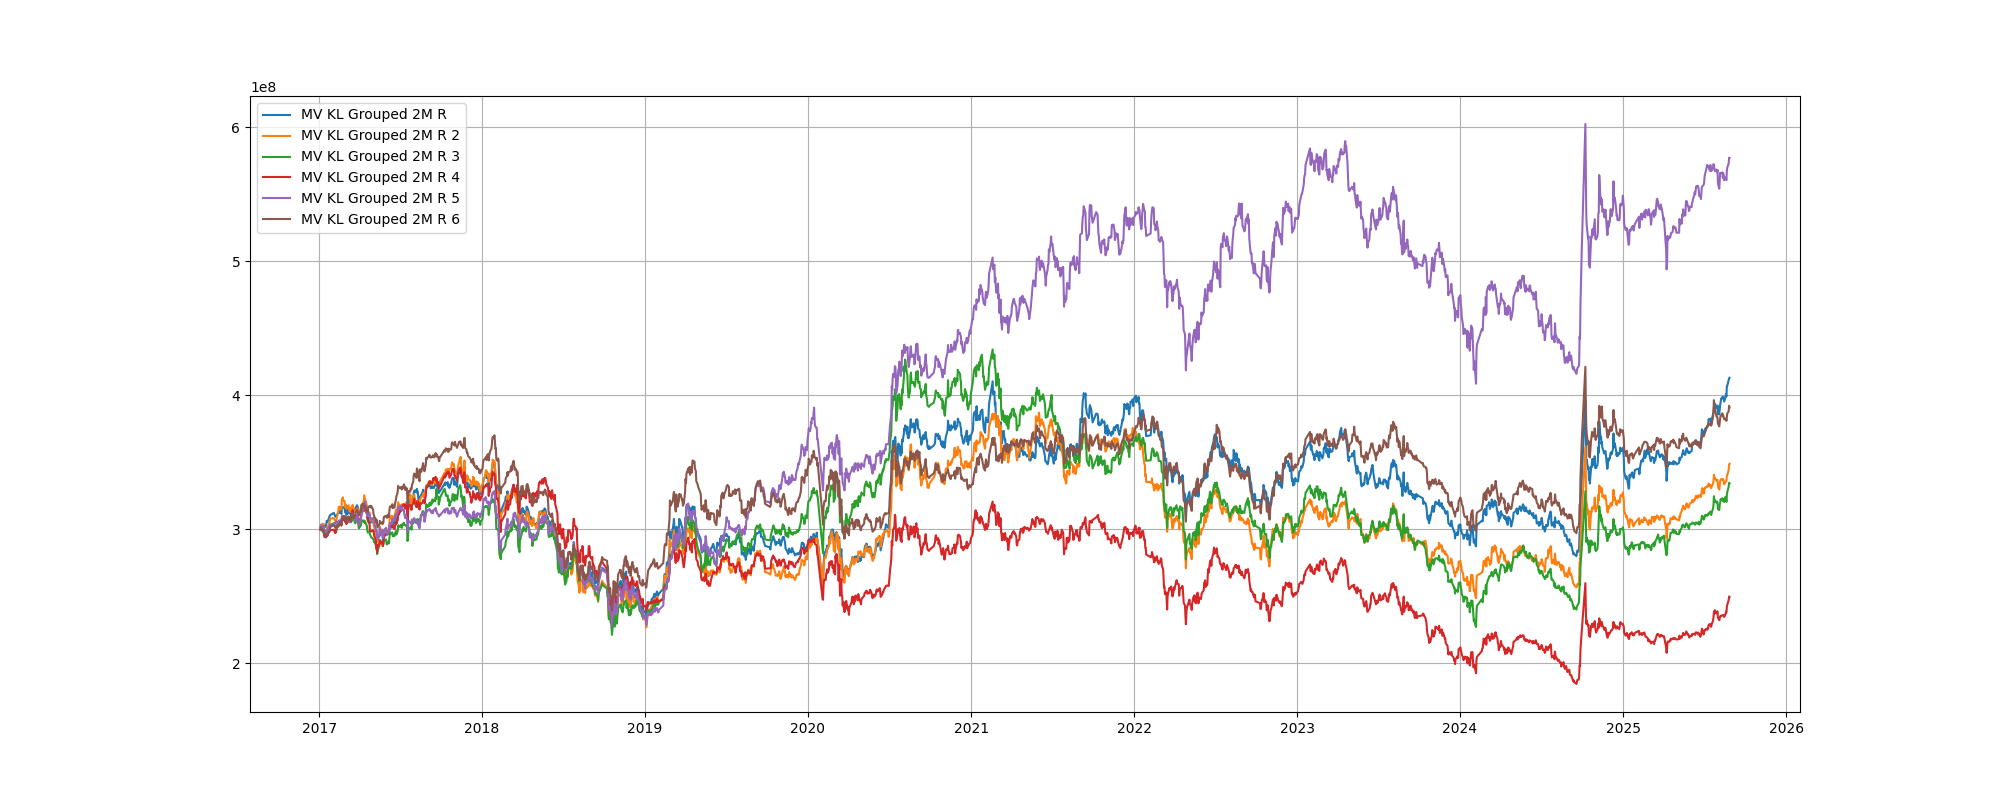 1e8
MV KL Grouped 2M R
MV KL Grouped 2M R 2
MV KL Grouped 2M R 3
MV KL Grouped 2M R 4
MV KL Grouped 2M R 5
MV KL Grouped 2M R 6
6
5
4
3
2
2017 2018 2019 2020 2021 2022 2023 2024 2025 2026